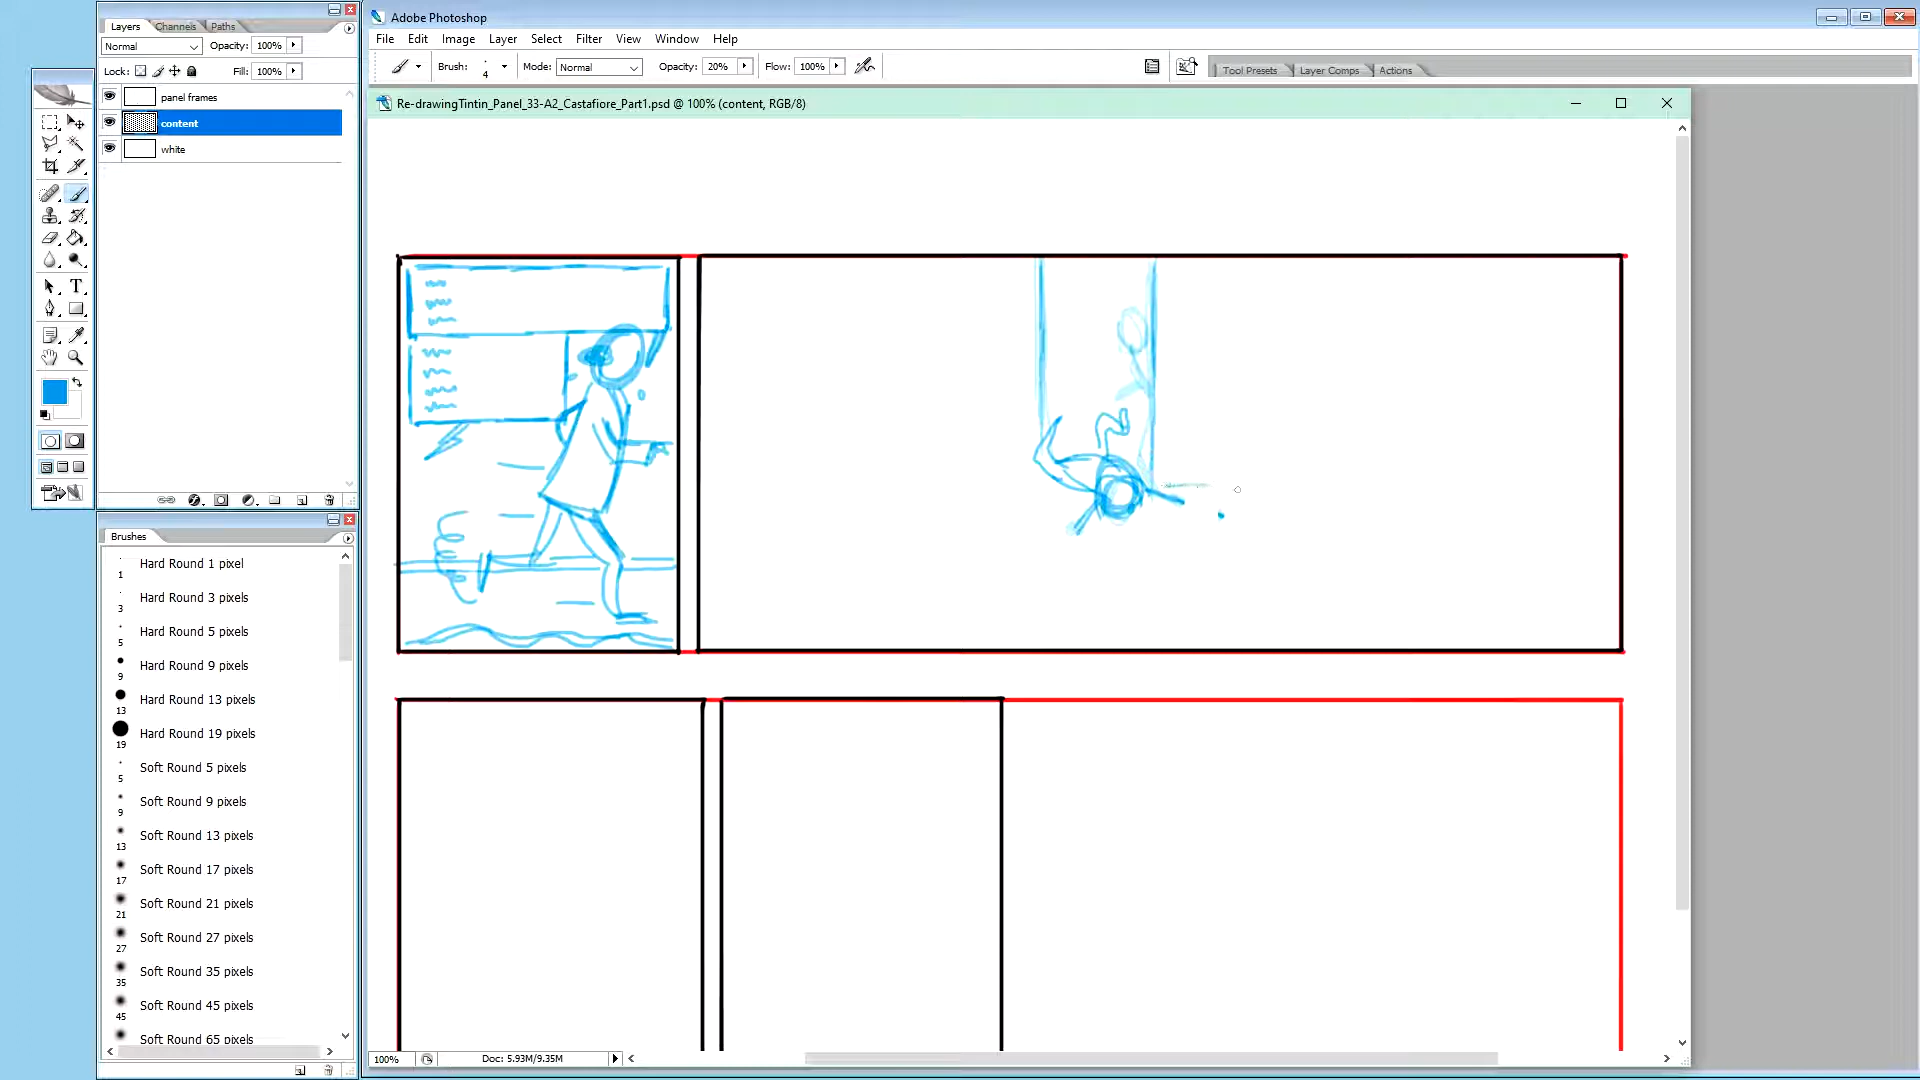 Adobe Photoshop
File Edit Image Layer Select Filter View Window Help
Brush: 4 Mode: Normal Opacity: 20% Flow: 100%
Tool Presets Layer Comps Actions
Layers Channels Paths
Normal Opacity: 100%
Lock: Fill: 100%
panel frames
content
white
Re-drawingTintin_Panel_33-A2_Castafiore_Part1.psd @ 100% (content, RGB/8)
Brushes
1 Hard Round 1 pixel
3 Hard Round 3 pixels
5 Hard Round 5 pixels
9 Hard Round 9 pixels
13 Hard Round 13 pixels
19 Hard Round 19 pixels
5 Soft Round 5 pixels
9 Soft Round 9 pixels
13 Soft Round 13 pixels
17 Soft Round 17 pixels
21 Soft Round 21 pixels
27 Soft Round 27 pixels
35 Soft Round 35 pixels
45 Soft Round 45 pixels
Soft Round 65 pixels
100% Doc: 5.93M/9.35M